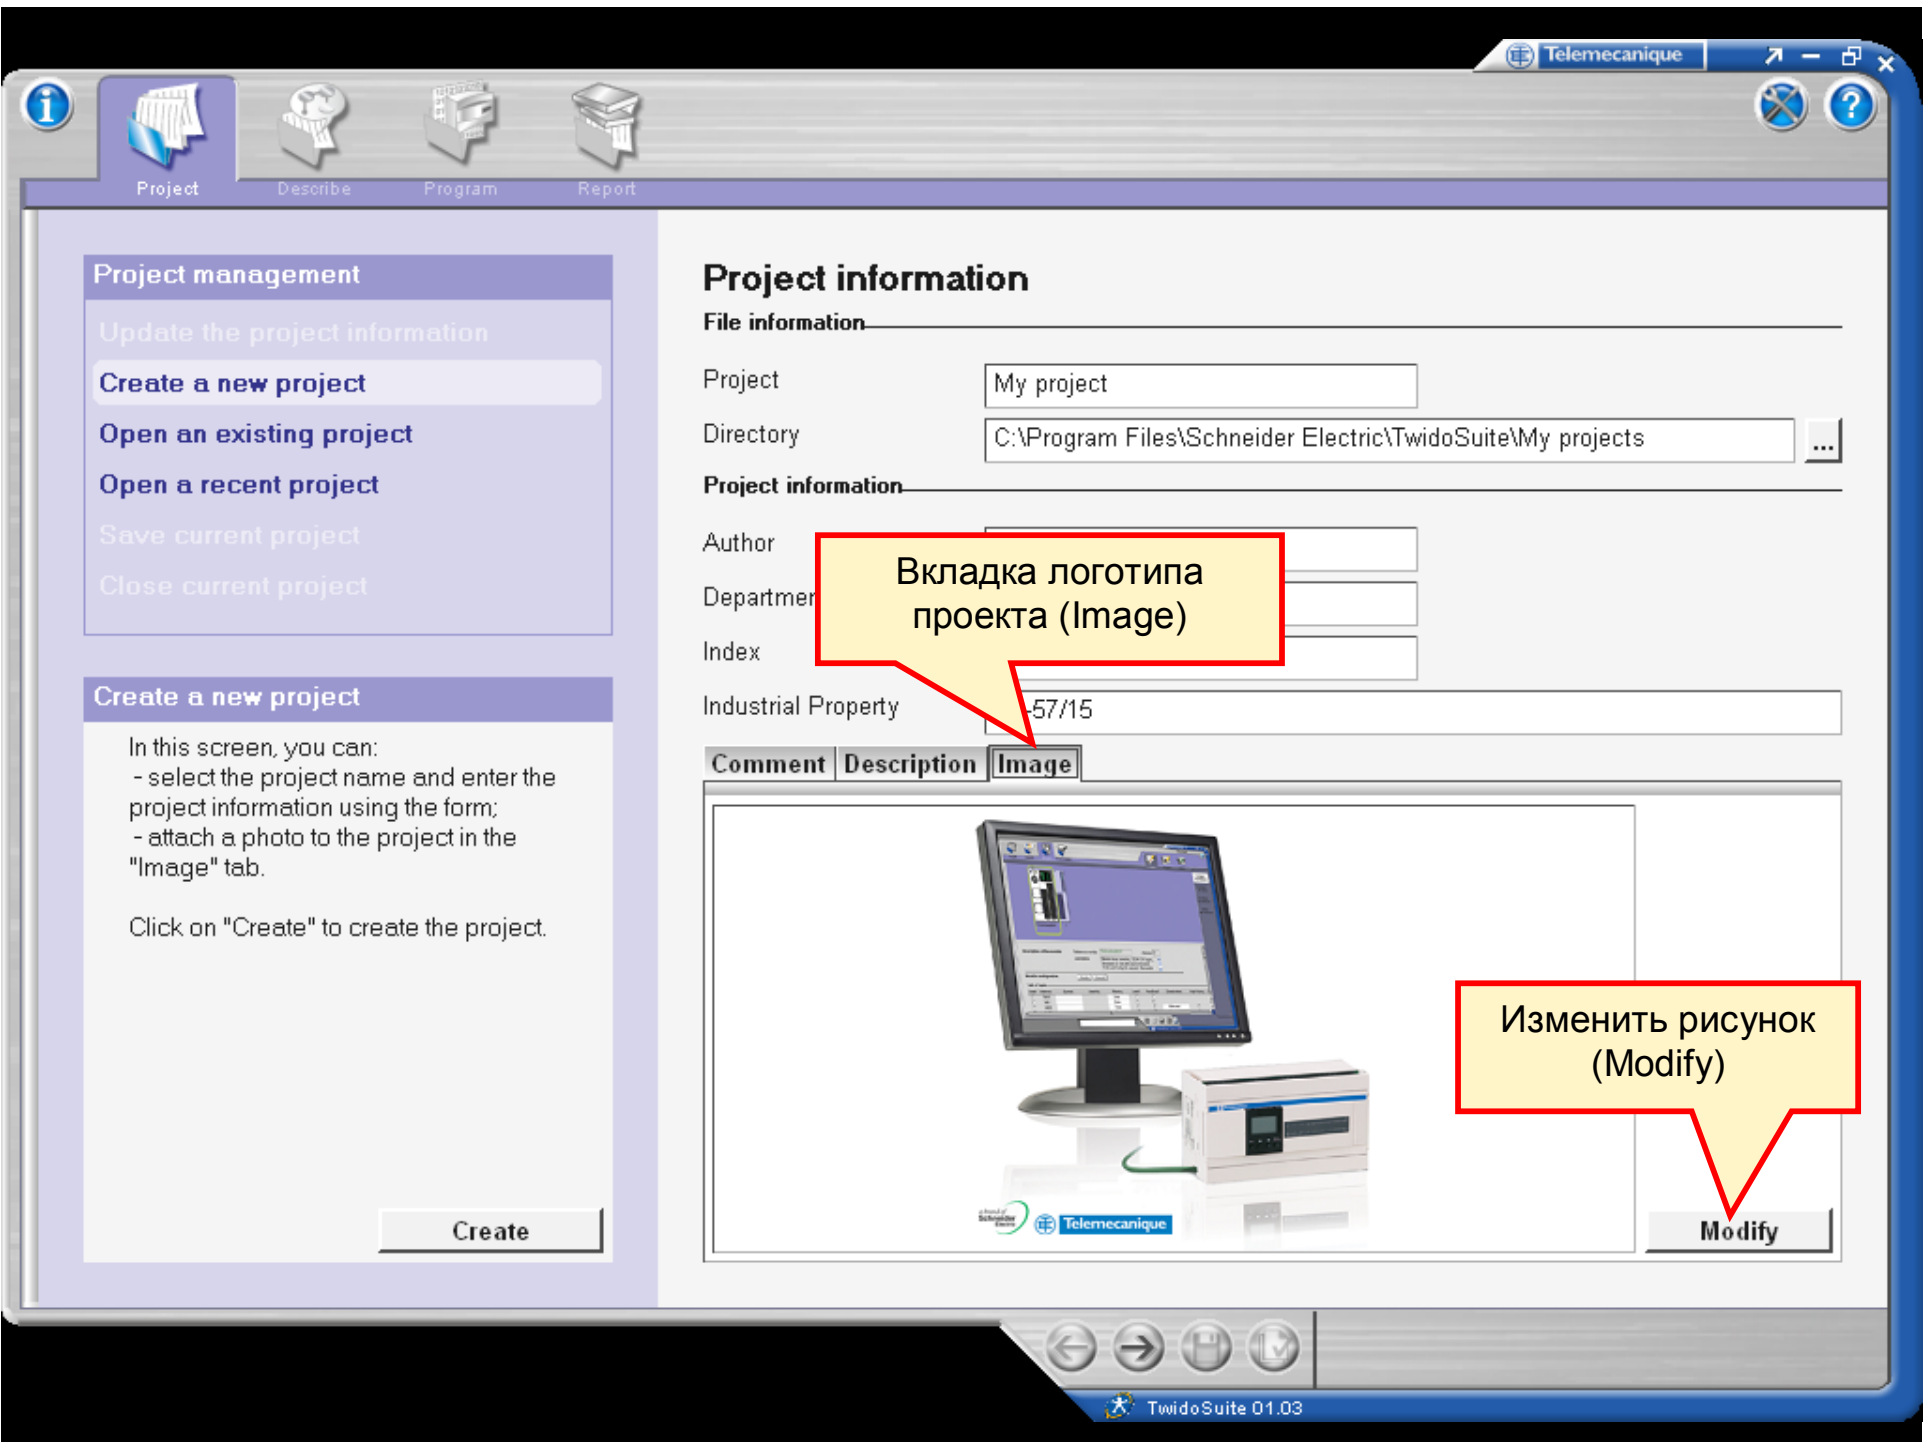 Telemecanique
Project
Describe
Program
Report
Project management
Update the project information
Create a new project
Open an existing project
Open a recent project
Save current project
Close current project
Create a new project
In this screen, you can:
- select the project name and enter the
project information using the form;
- attach a photo to the project in the
"Image" tab.
Click on "Create" to create the project.
Create
Project information
File information
Project
My project
Directory
C:\Program Files\Schneider Electric\TwidoSuite\My projects
...
Project information
Author
Вкладка логотипа
проекта (Image)
Departmen
Index
Industrial Property
-57/15
Comment
Description
Image
Изменить рисунок
(Modify)
Schneider
Electric
Telemecanique
Modify
TwidoSuite 01.03